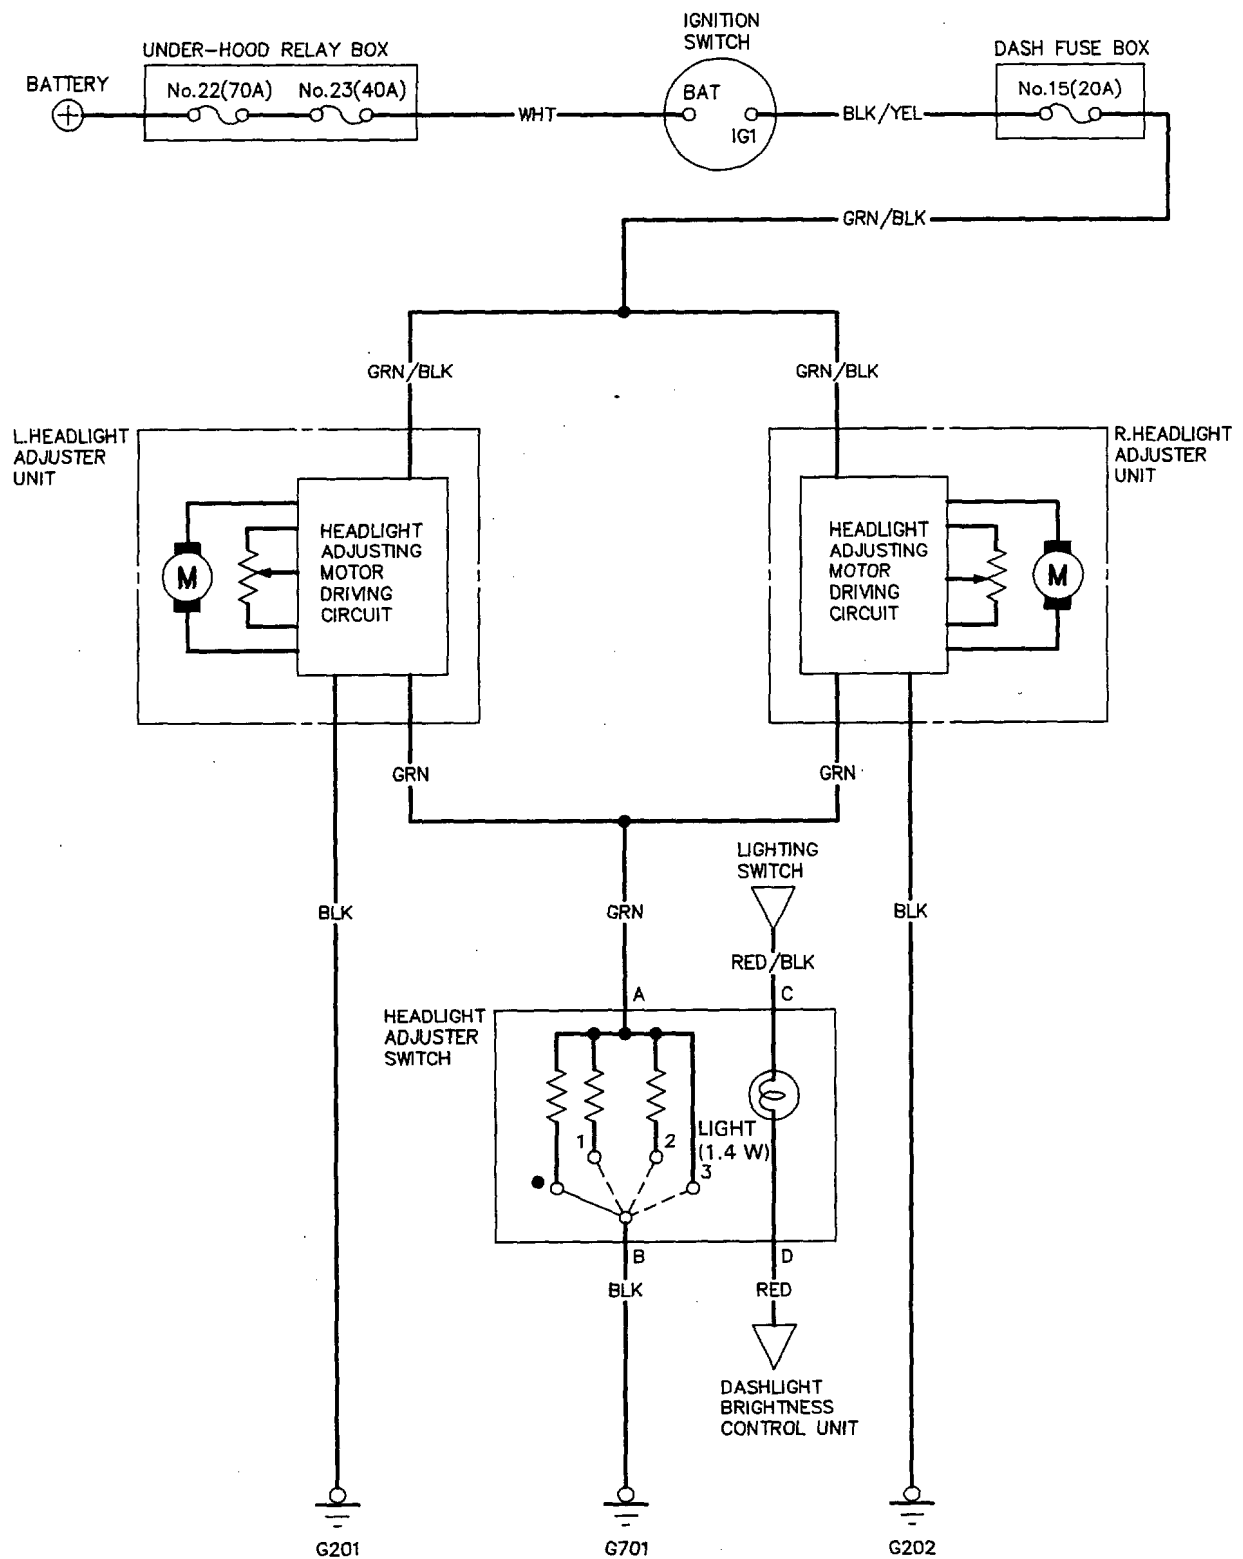 IGNITION
SWITCH
UNDER-HOOD RELAY BOX
DASH FUSE BOX
BATTERY
No.22(70A)
No.23(40A)
BAT
No.15(20A)
+
WHT
BLK/YEL
IG1
GRN/BLK
GRN/BLK
GRN/BLK
L.HEADLIGHT
ADJUSTER
UNIT
R.HEADLIGHT
ADJUSTER
UNIT
HEADLIGHT
ADJUSTING
MOTOR
DRIVING
CIRCUIT
M
HEADLIGHT
ADJUSTING
MOTOR
DRIVING
CIRCUIT
M
GRN
GRN
LIGHTING
SWITCH
BLK
GRN
BLK
RED/BLK
A
C
HEADLIGHT
ADJUSTER
SWITCH
LIGHT
(1.4 W)
1
2
3
B
D
BLK
RED
DASHLIGHT
BRIGHTNESS
CONTROL UNIT
G201
G701
G202